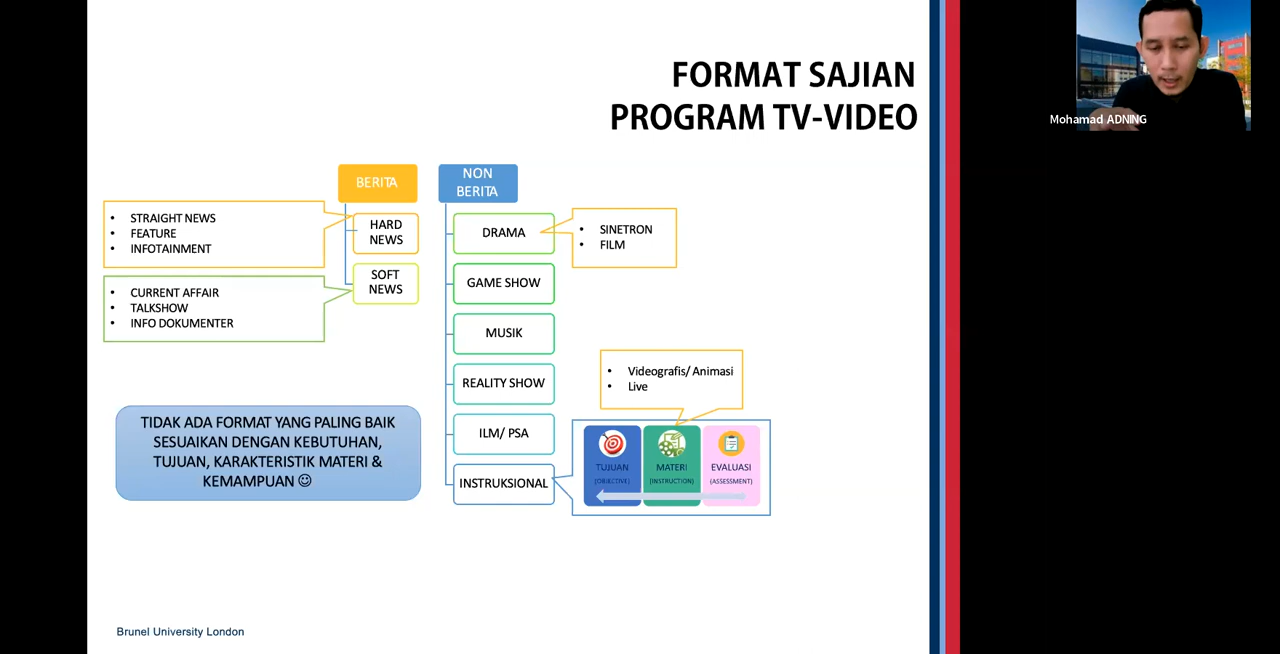 FORMAT SAJIAN
PROGRAM TV-VIDEO
Mohamad ADNING
BERITA
HARD
NEWS
• STRAIGHT NEWS
• FEATURE
• INFOTAINMENT
SOFT
NEWS
• CURRENT AFFAIR
• TALKSHOW
• INFO DOKUMENTER
NON
BERITA
DRAMA
• SINETRON
• FILM
GAME SHOW
MUSIK
REALITY SHOW
ILM/ PSA
INSTRUKSIONAL
• Videografis/ Animasi
• Live
TUJUAN
(OBJECTIVE)
MATERI
(INSTRUCTION)
EVALUASI
(ASSESSMENT)
TIDAK ADA FORMAT YANG PALING BAIK
SESUAIKAN DENGAN KEBUTUHAN,
TUJUAN, KARAKTERISTIK MATERI &
KEMAMPUAN ☺
Brunel University London